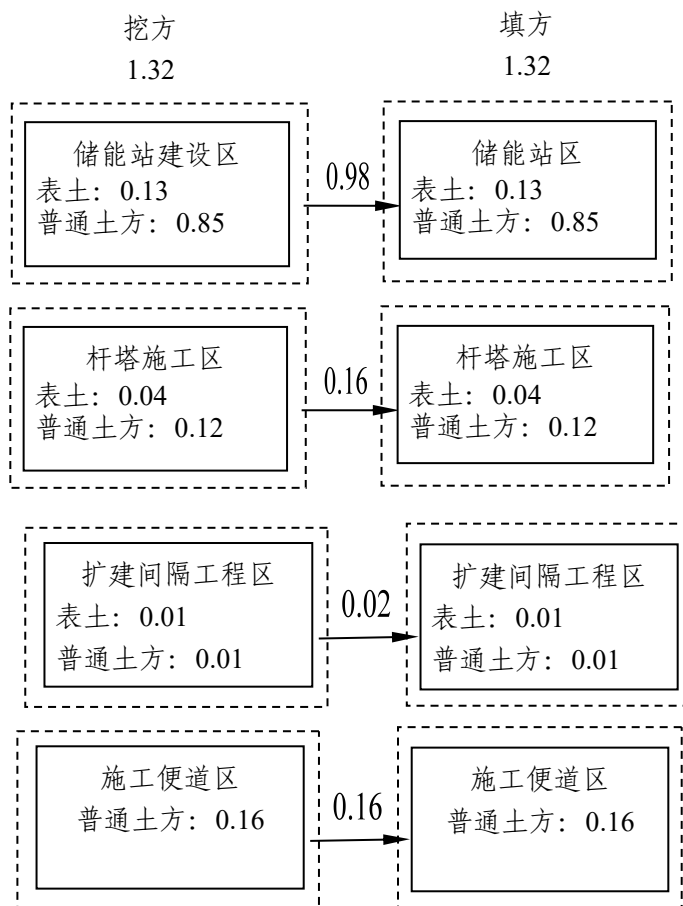 挖方
填方
1.32
1.32
储能站建设区
表土：0.13
普通土方：0.85
0.98
储能站区
表土：0.13
普通土方：0.85
杆塔施工区
表土：0.04
普通土方：0.12
0.16
杆塔施工区
表土：0.04
普通土方：0.12
扩建间隔工程区
表土：0.01
普通土方：0.01
0.02
扩建间隔工程区
表土：0.01
普通土方：0.01
施工便道区
普通土方：0.16
0.16
施工便道区
普通土方：0.16